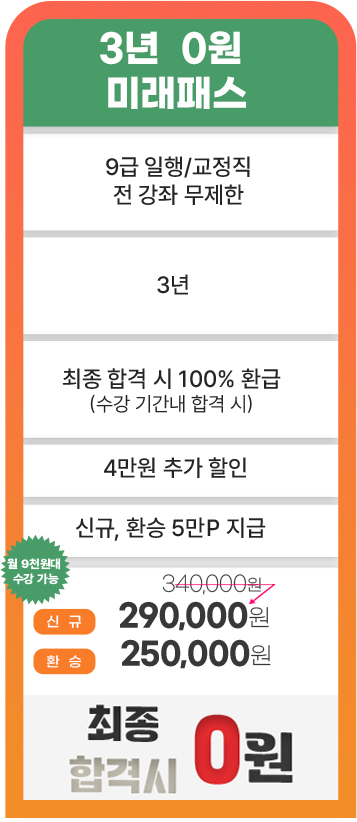 3년 0원
미래패스
9급 일행/교정직
전 강좌 무제한
3년
최종 합격 시 100% 환급
(수강 기간내 합격 시)
4만원 추가 할인
신규, 환승 5만P 지급
월 9천원대
수강 가능
340,000원
신 규 290,000원
환 승 250,000원
최종
합격시 0원